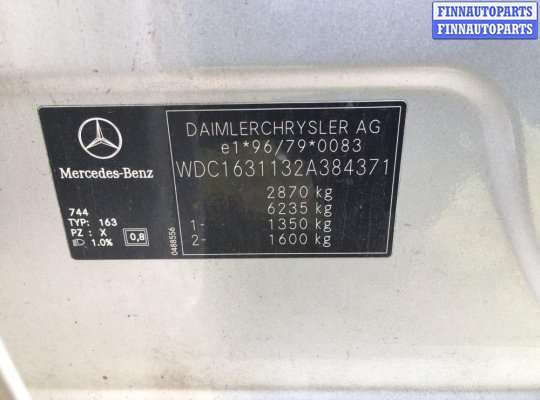 FINNAUTOPARTS
FINNAUTOPARTS
Mercedes-Benz
744
TYP: 163
PZ : X
1.0%
0,8
0488556
DAIMLERCHRYSLER AG
e1*96/79*0083
WDC1631132A384371
2870 kg
6235 kg
1- 1350 kg
2- 1600 kg